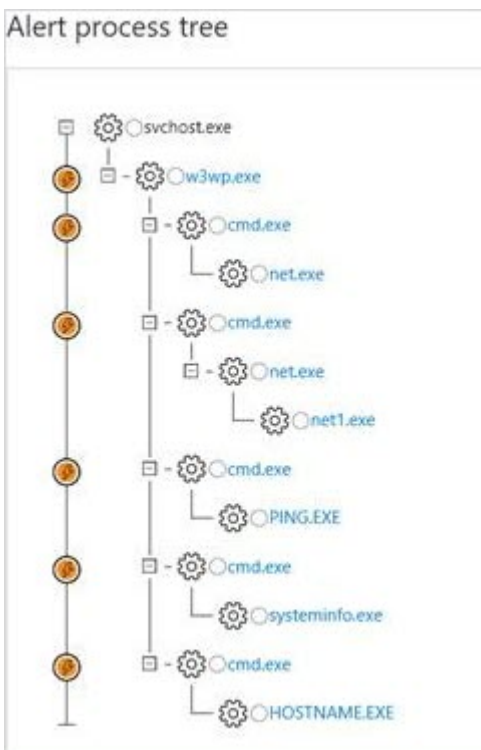 Alert process tree
svchost.exe
w3wp.exe
cmd.exe
net.exe
cmd.exe
net.exe
net1.exe
cmd.exe
PING.EXE
cmd.exe
systeminfo.exe
cmd.exe
HOSTNAME.EXE